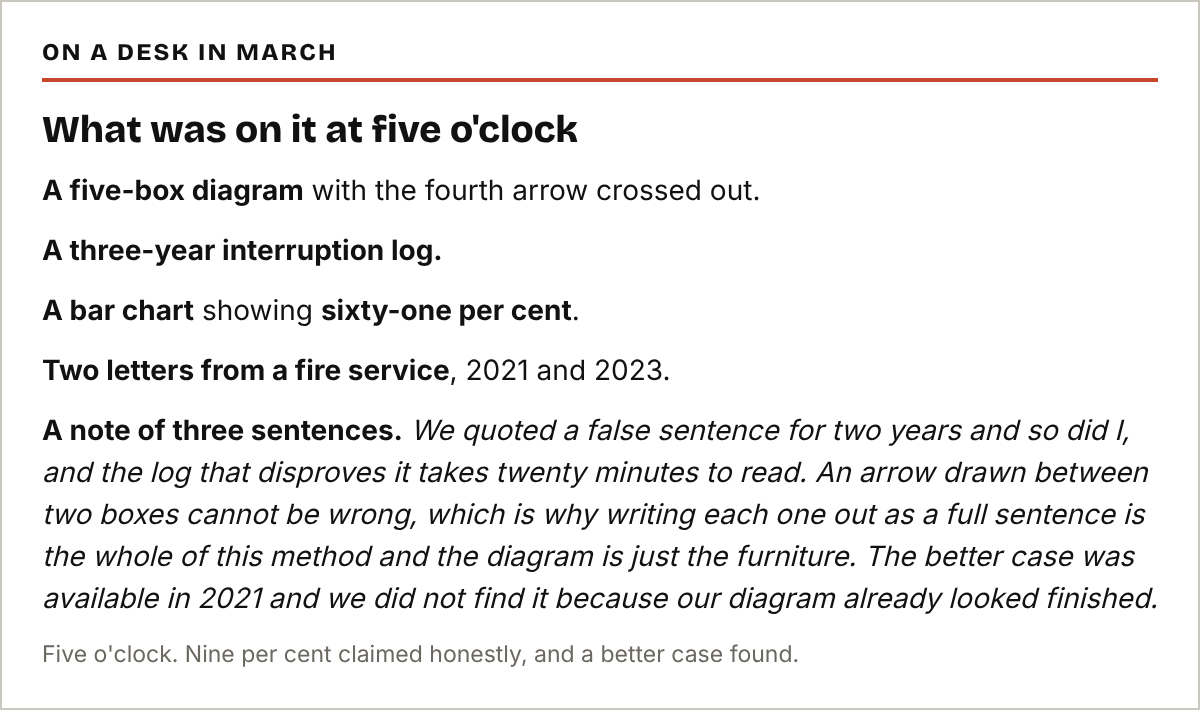 ON A DESK IN MARCH
What was on it at five o'clock
A five-box diagram with the fourth arrow crossed out.
A three-year interruption log.
A bar chart showing sixty-one per cent.
Two letters from a fire service, 2021 and 2023.
A note of three sentences. We quoted a false sentence for two years and so did I,
and the log that disproves it takes twenty minutes to read. An arrow drawn between
two boxes cannot be wrong, which is why writing each one out as a full sentence is
the whole of this method and the diagram is just the furniture. The better case was
available in 2021 and we did not find it because our diagram already looked finished.
Five o'clock. Nine per cent claimed honestly, and a better case found.